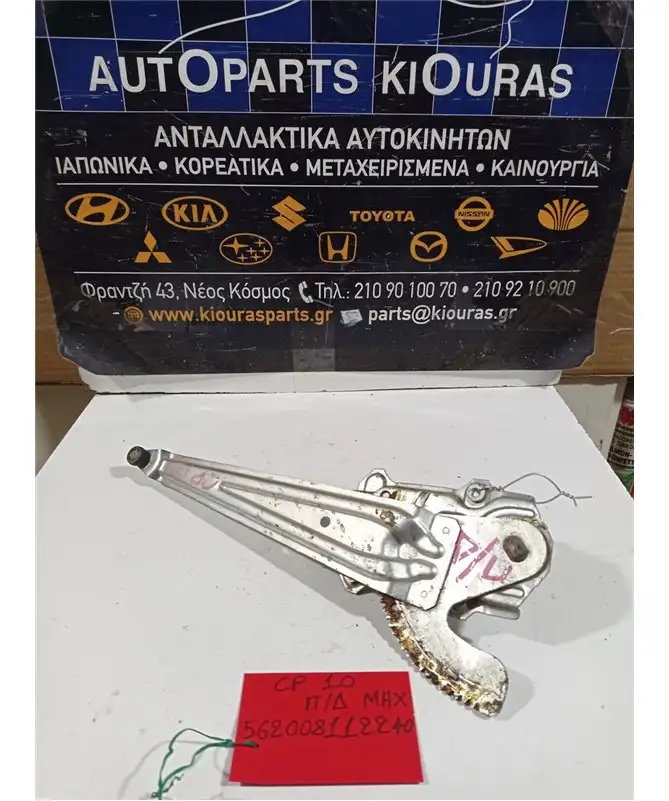 AUTOPARTS KIOURAS
ΑΝΤΑΛΛΑΚΤΙΚΑ ΑΥΤΟΚΙΝΗΤΩΝ
ΙΑΠΩΝΙΚΑ • ΚΟΡΕΑΤΙΚΑ • ΜΕΤΑΧΕΙΡΙΣΜΕΝΑ • ΚΑΙΝΟΥΡΓΙΑ
KIA
TOYOTA
NISSAN
Φραντζή 43, Νέος Κόσμος Τηλ.: 210 90 100 70 • 210 92 10 900
www.kiourasparts.gr parts@kiouras.gr
CP 10
Π/Δ ΜΗΧ
562008112240